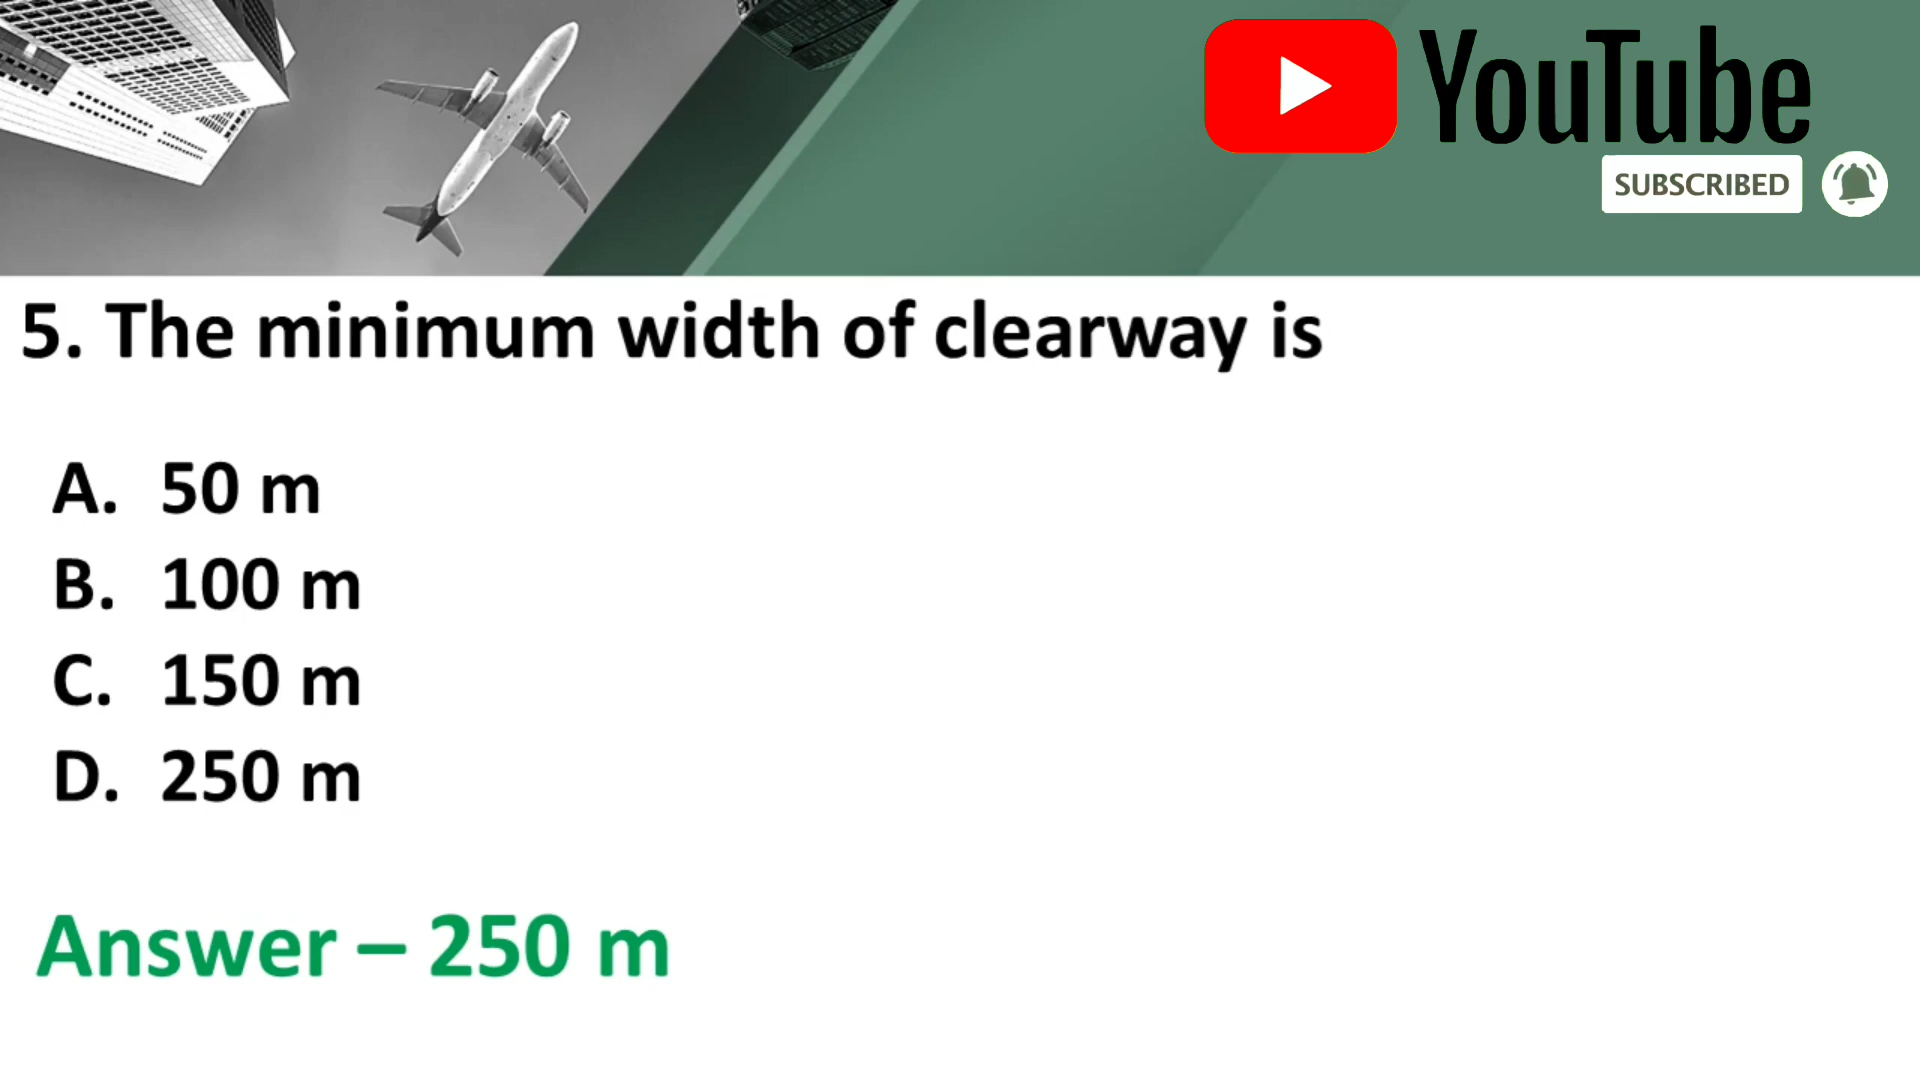 YouTube
SUBSCRIBED
5. The minimum width of clearway is
A. 50 m
B. 100 m
C. 150 m
D. 250 m
Answer – 250 m